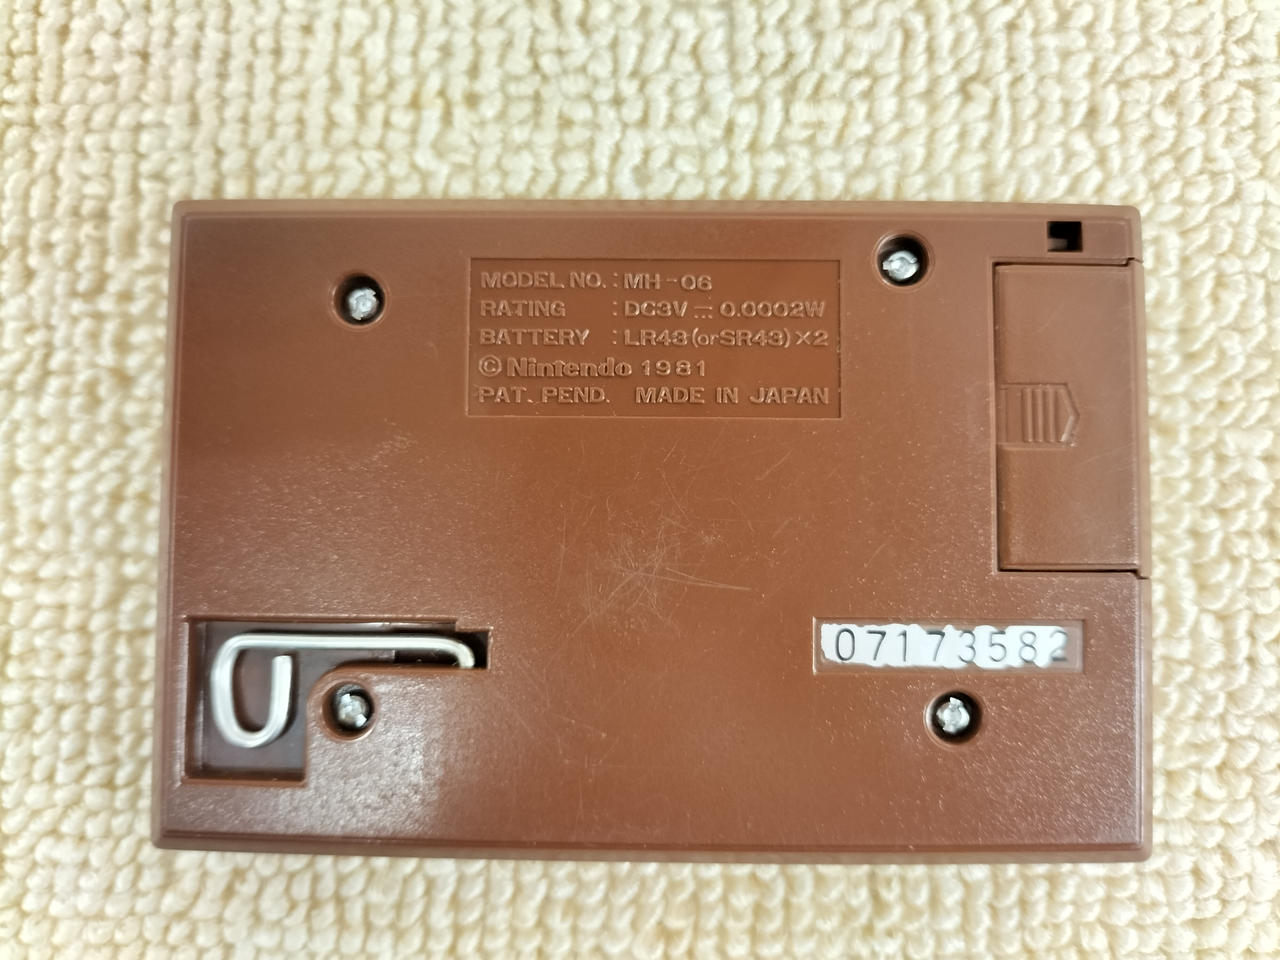 MODEL NO. : MH-06
RATING : DC3V ⎓ 0.0002W
BATTERY : LR43 (or SR43) ×2
© Nintendo 1981
PAT. PEND. MADE IN JAPAN
07173582